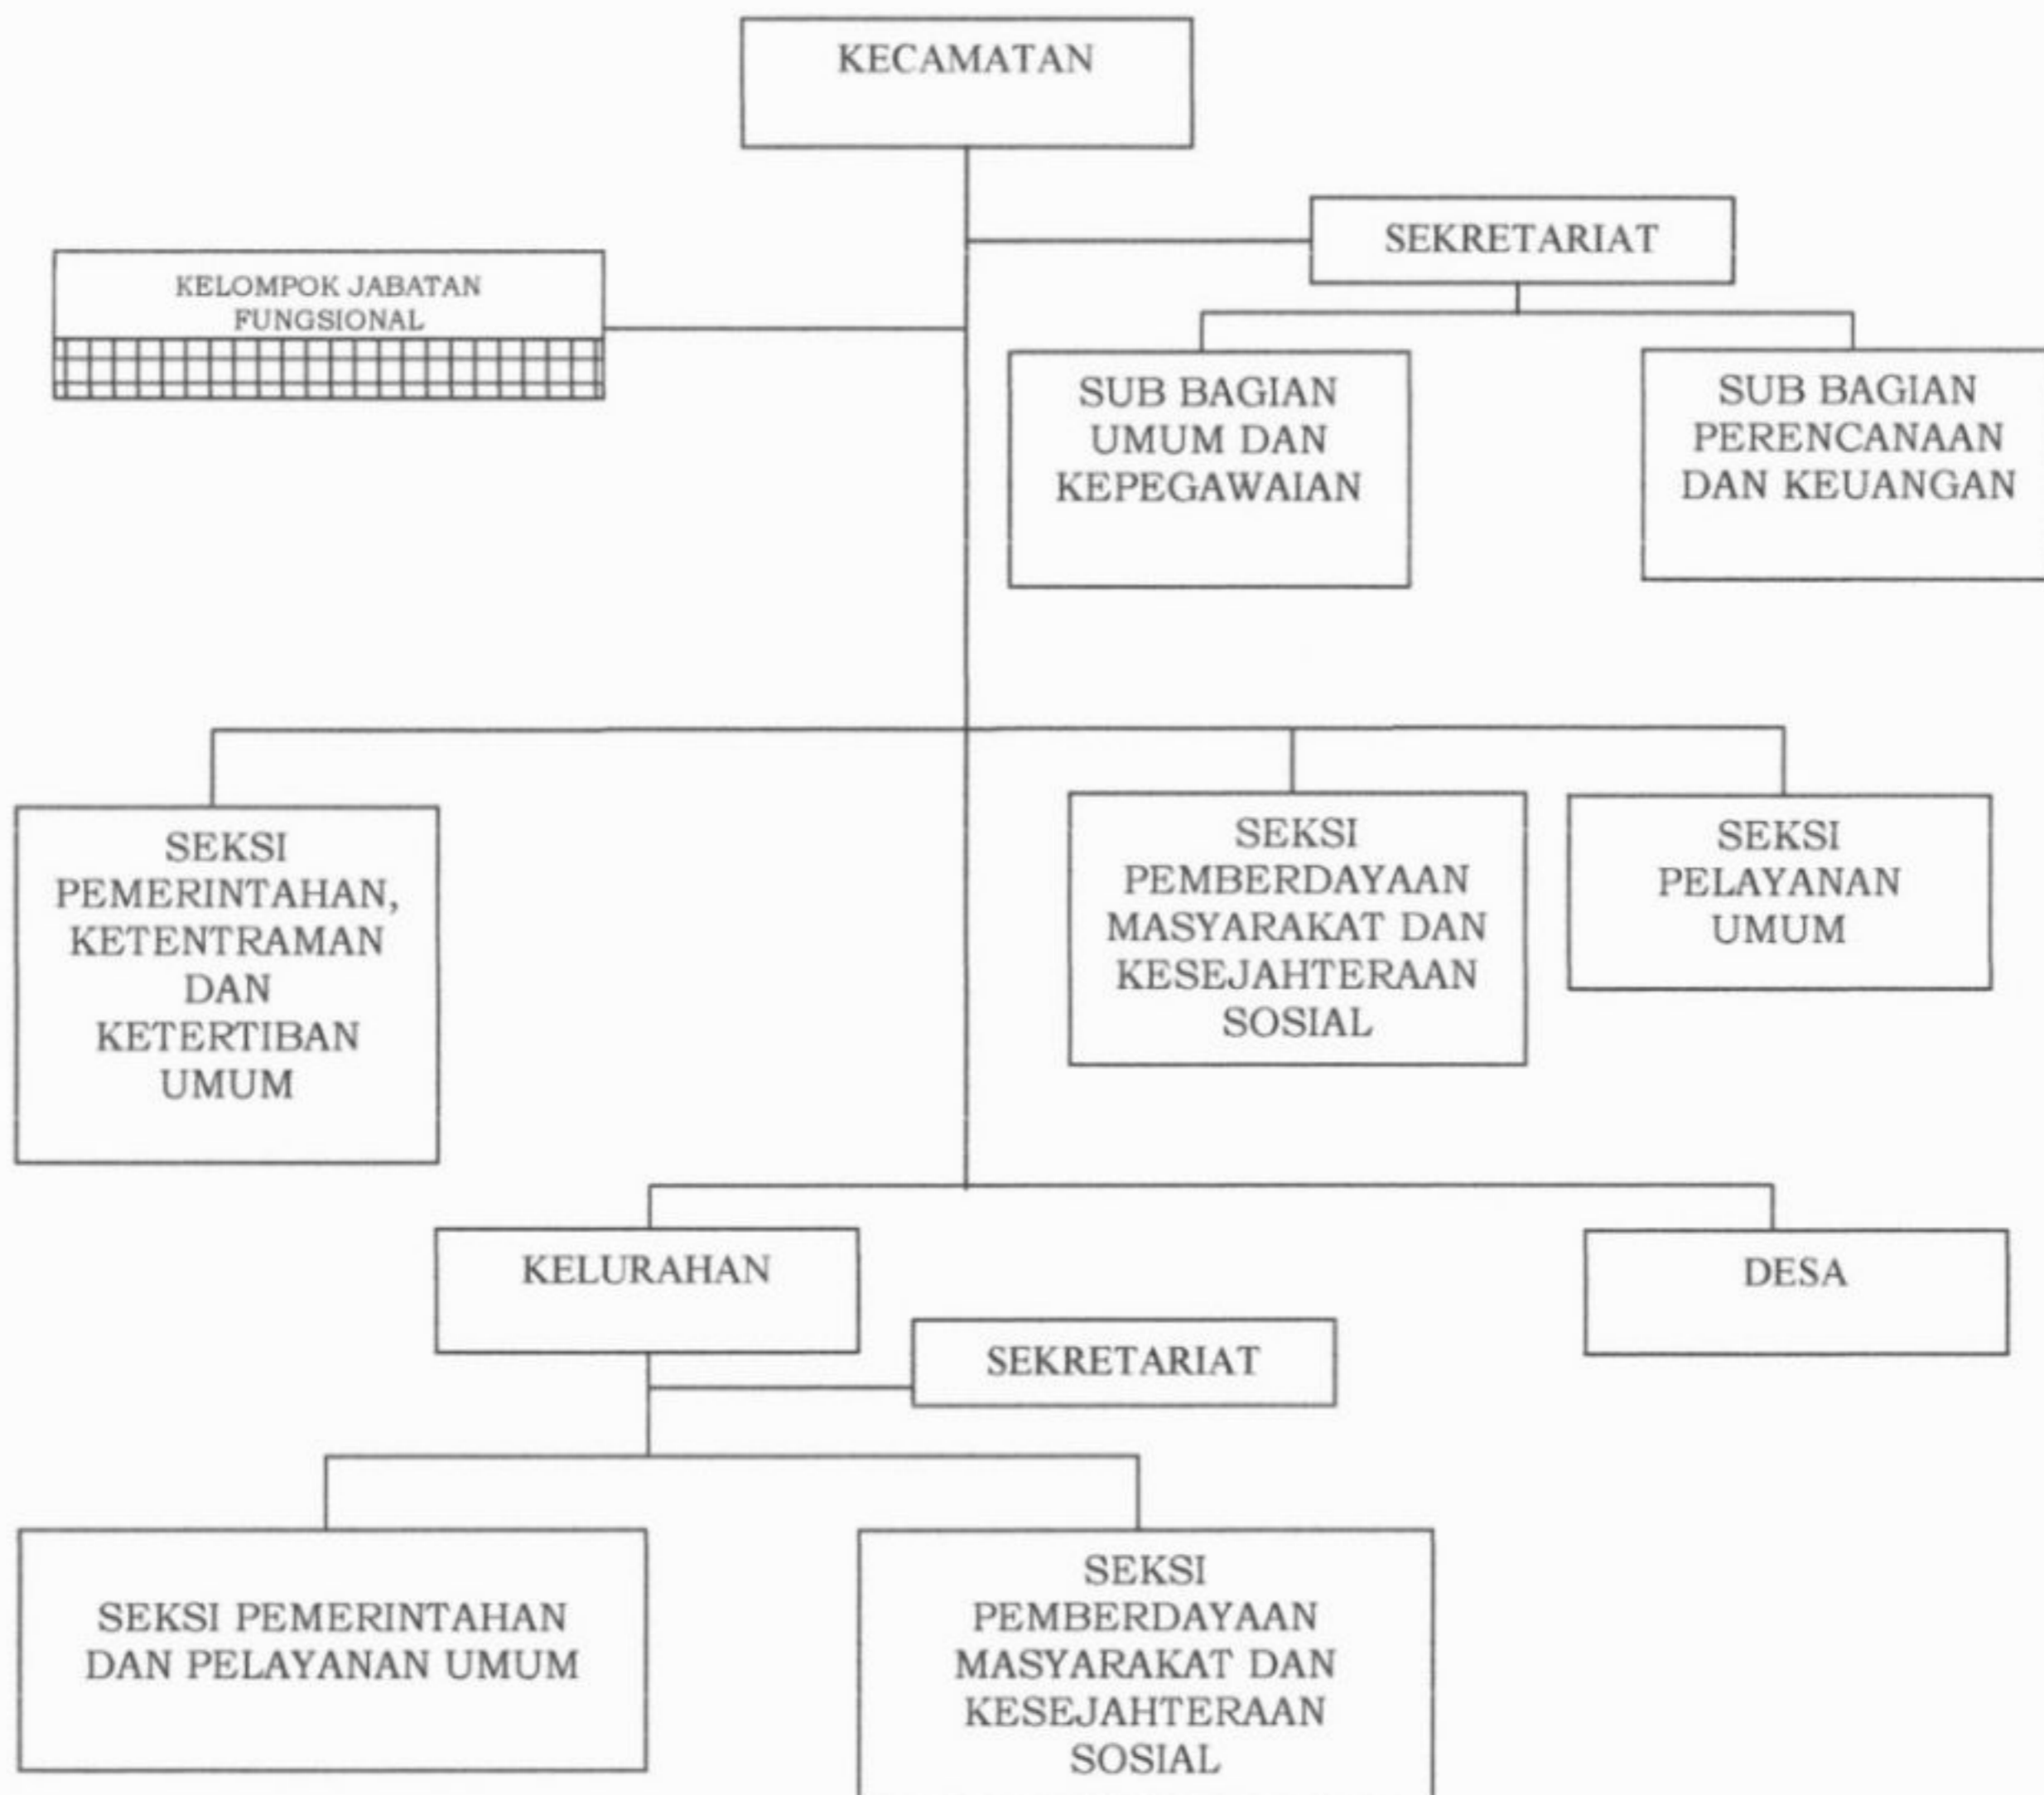 KECAMATAN
SEKRETARIAT
KELOMPOK JABATAN
FUNGSIONAL
SUB BAGIAN
UMUM DAN
KEPEGAWAIAN
SUB BAGIAN
PERENCANAAN
DAN KEUANGAN
SEKSI
PEMERINTAHAN,
KETENTRAMAN
DAN
KETERTIBAN
UMUM
SEKSI
PEMBERDAYAAN
MASYARAKAT DAN
KESEJAHTERAAN
SOSIAL
SEKSI
PELAYANAN
UMUM
KELURAHAN
DESA
SEKRETARIAT
SEKSI PEMERINTAHAN
DAN PELAYANAN UMUM
SEKSI
PEMBERDAYAAN
MASYARAKAT DAN
KESEJAHTERAAN
SOSIAL